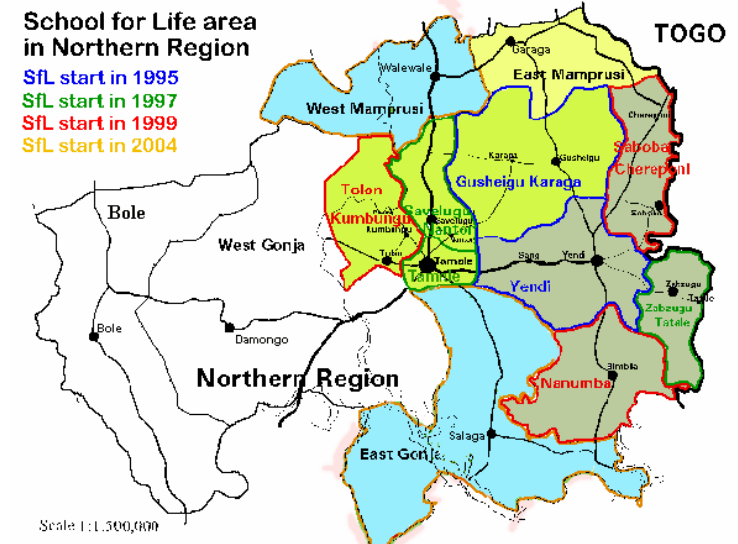 School for Life area
in Northern Region
TOGO
SfL start in 1995
SfL start in 1997
SfL start in 1999
SfL start in 2004
Garaga
Walewale
East Mamprusi
West Mamprusi
Chereponi
Saboba
Chereponi
Karaga
Gusheigu
Gusheigu Karaga
Tolon
Kumbungu
Kumbungu
Savelugu
Savelugu
Nanton
Nanton
Bole
West Gonja
Tamale
Tamale
Sang
Yendi
Yendi
Zabzugu
Tatale
Zabzugu
Tatale
Bole
Damongo
Northern Region
Nanumba
Bimbila
Salaga
East Gonja
Scale 1:1.500,000